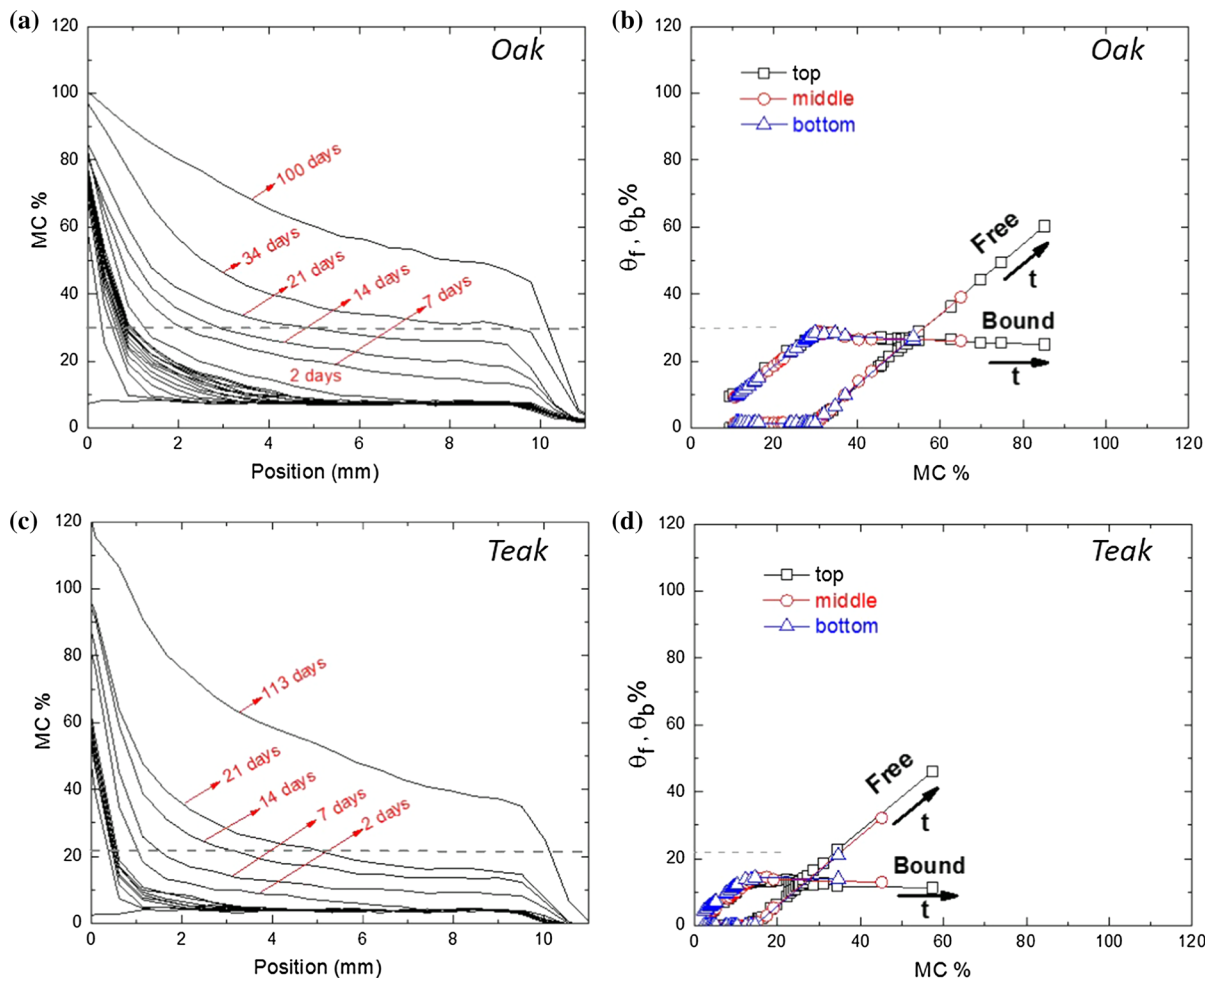 (a)
Oak
120
100
80
60
40
20
0
MC %
100 days
34 days
21 days
14 days
7 days
2 days
0 2 4 6 8 10
Position (mm)
(b)
Oak
120
100
80
60
40
20
0
θf , θb%
top
middle
bottom
Free
t
Bound
t
0 20 40 60 80 100 120
MC %
(c)
Teak
120
100
80
60
40
20
0
MC %
113 days
21 days
14 days
7 days
2 days
0 2 4 6 8 10
Position (mm)
(d)
Teak
120
100
80
60
40
20
0
θf , θb%
top
middle
bottom
Free
t
Bound
t
0 20 40 60 80 100 120
MC %